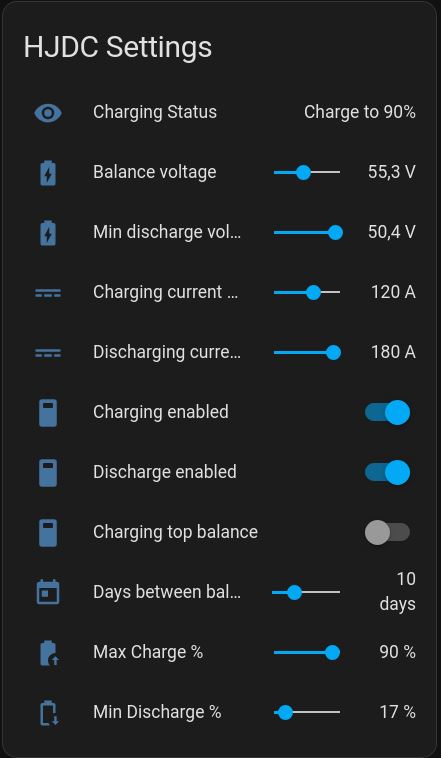 HJDC Settings
Charging Status Charge to 90%
Balance voltage 55,3 V
Min discharge vol... 50,4 V
Charging current ... 120 A
Discharging curre... 180 A
Charging enabled
Discharge enabled
Charging top balance
Days between bal... 10
days
Max Charge % 90 %
Min Discharge % 17 %